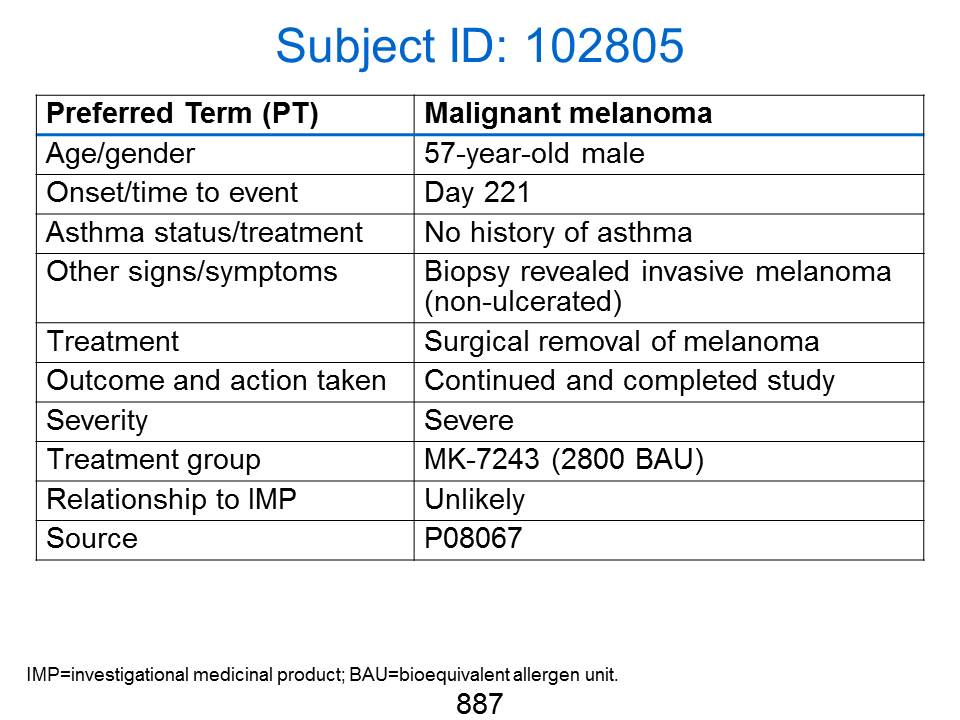 Subject ID: 102805
Preferred Term (PT) Malignant melanoma
Age/gender 57-year-old male
Onset/time to event Day 221
Asthma status/treatment No history of asthma
Other signs/symptoms Biopsy revealed invasive melanoma
(non-ulcerated)
Treatment Surgical removal of melanoma
Outcome and action taken Continued and completed study
Severity Severe
Treatment group MK-7243 (2800 BAU)
Relationship to IMP Unlikely
Source P08067
IMP=investigational medicinal product; BAU=bioequivalent allergen unit.
887